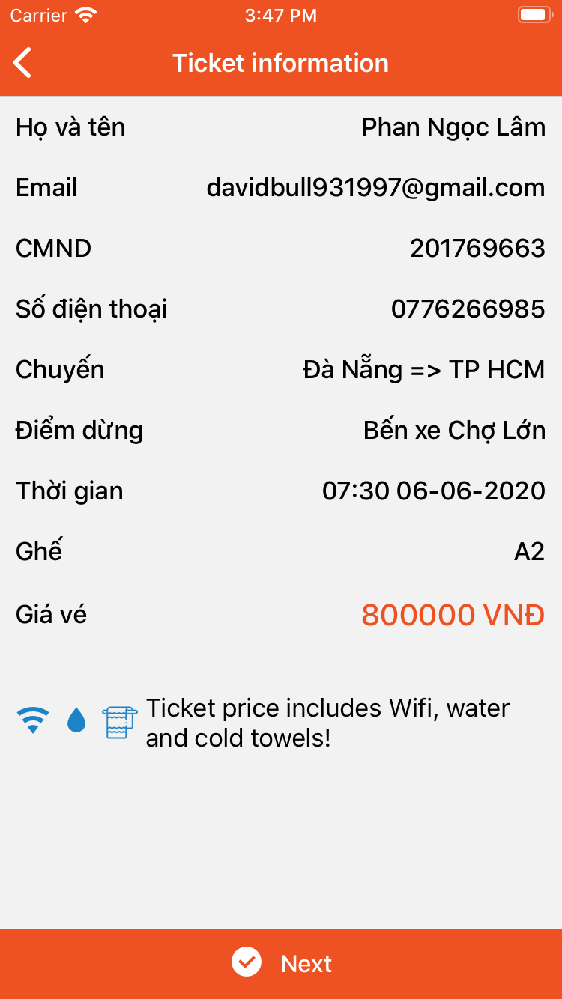 Carrier 3:47 PM
Ticket information
Họ và tên Phan Ngọc Lâm
Email davidbull931997@gmail.com
CMND 201769663
Số điện thoại 0776266985
Chuyến Đà Nẵng => TP HCM
Điểm dừng Bến xe Chợ Lớn
Thời gian 07:30 06-06-2020
Ghế A2
Giá vé 800000 VNĐ
Ticket price includes Wifi, water
and cold towels!
Next